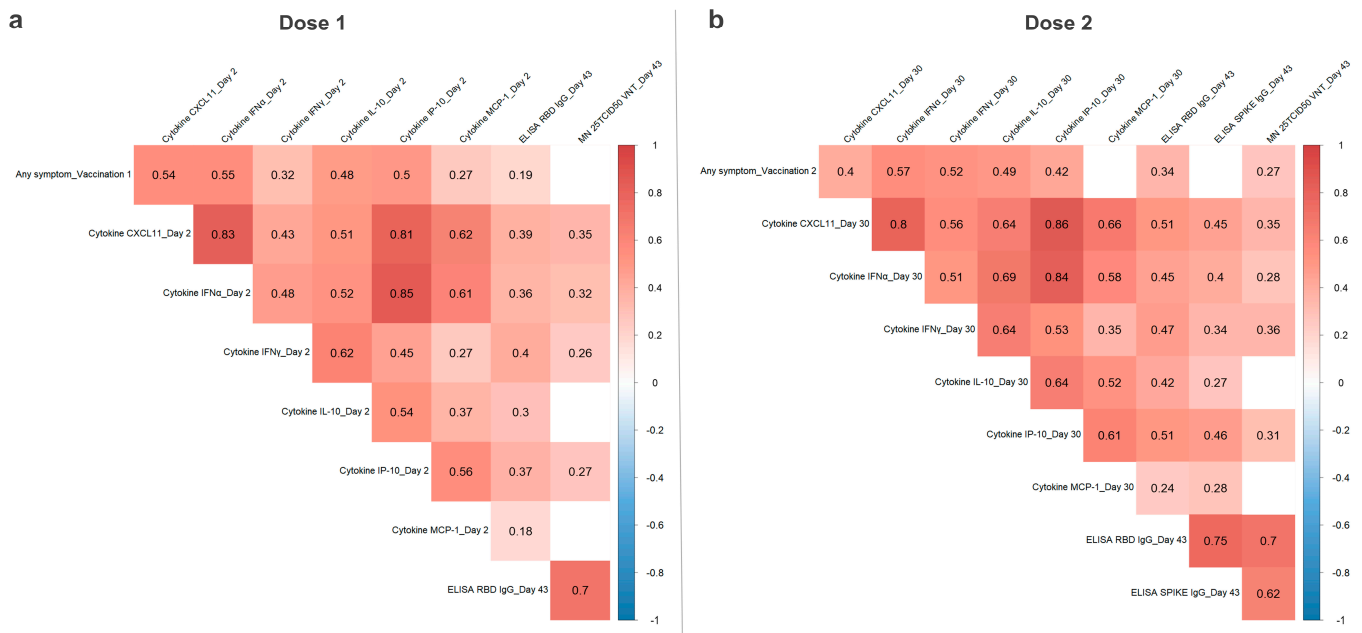 a
Dose 1
Cytokine CXCL11_Day 2
Cytokine IFNα_Day 2
Cytokine IFNγ_Day 2
Cytokine IL-10_Day 2
Cytokine IP-10_Day 2
Cytokine MCP-1_Day 2
ELISA RBD IgG_Day 43
MN 25TCID50 VNT_Day 43
Any symptom_Vaccination 1 0.54 0.55 0.32 0.48 0.5 0.27 0.19
Cytokine CXCL11_Day 2 0.83 0.43 0.51 0.81 0.62 0.39 0.35
Cytokine IFNα_Day 2 0.48 0.52 0.85 0.61 0.36 0.32
Cytokine IFNγ_Day 2 0.62 0.45 0.27 0.4 0.26
Cytokine IL-10_Day 2 0.54 0.37 0.3
Cytokine IP-10_Day 2 0.56 0.37 0.27
Cytokine MCP-1_Day 2 0.18
ELISA RBD IgG_Day 43 0.7
1
0.8
0.6
0.4
0.2
0
-0.2
-0.4
-0.6
-0.8
-1
b
Dose 2
Cytokine CXCL11_Day 30
Cytokine IFNα_Day 30
Cytokine IFNγ_Day 30
Cytokine IL-10_Day 30
Cytokine IP-10_Day 30
Cytokine MCP-1_Day 30
ELISA RBD IgG_Day 43
ELISA SPIKE IgG_Day 43
MN 25TCID50 VNT_Day 43
Any symptom_Vaccination 2 0.4 0.57 0.52 0.49 0.42 0.34 0.27
Cytokine CXCL11_Day 30 0.8 0.56 0.64 0.86 0.66 0.51 0.45 0.35
Cytokine IFNα_Day 30 0.51 0.69 0.84 0.58 0.45 0.4 0.28
Cytokine IFNγ_Day 30 0.64 0.53 0.35 0.47 0.34 0.36
Cytokine IL-10_Day 30 0.64 0.52 0.42 0.27
Cytokine IP-10_Day 30 0.61 0.51 0.46 0.31
Cytokine MCP-1_Day 30 0.24 0.28
ELISA RBD IgG_Day 43 0.75 0.7
ELISA SPIKE IgG_Day 43 0.62
1
0.8
0.6
0.4
0.2
0
-0.2
-0.4
-0.6
-0.8
-1